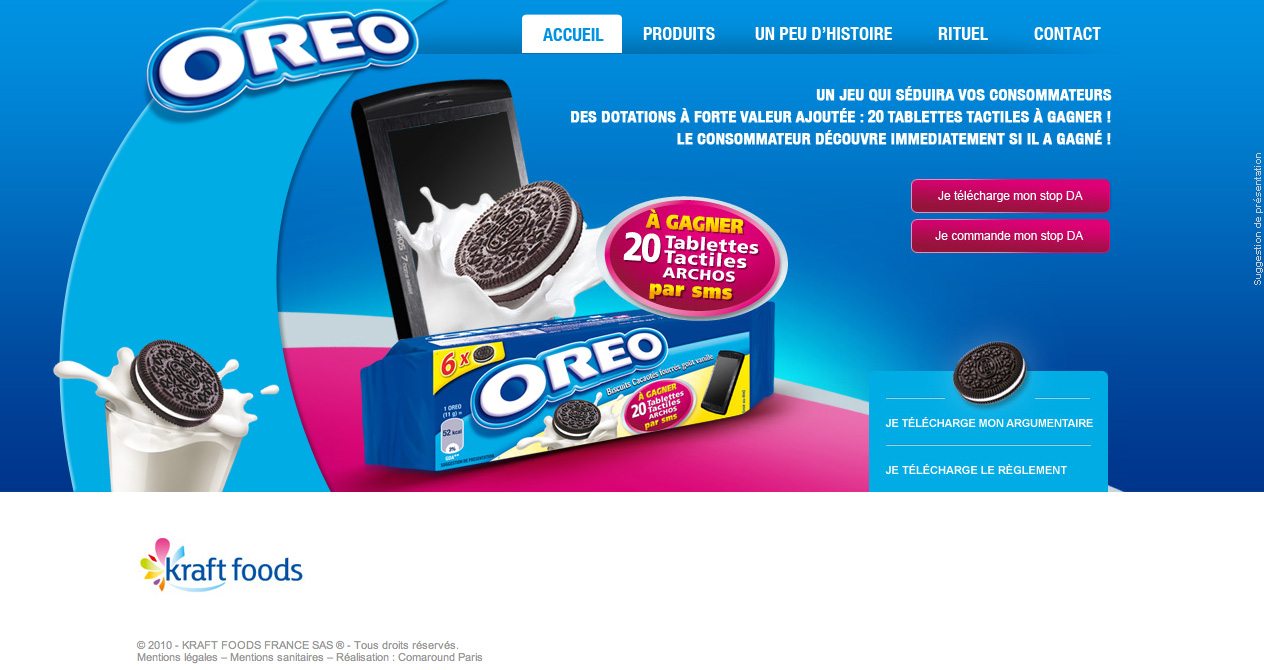 OREO
ACCUEIL
PRODUITS
UN PEU D'HISTOIRE
RITUEL
CONTACT
UN JEU QUI SÉDUIRA VOS CONSOMMATEURS
DES DOTATIONS À FORTE VALEUR AJOUTÉE : 20 TABLETTES TACTILES À GAGNER !
LE CONSOMMATEUR DÉCOUVRE IMMEDIATEMENT SI IL A GAGNÉ !
Suggestion de présentation
Je télécharge mon stop DA
Je commande mon stop DA
À GAGNER
20 Tablettes
Tactiles
ARCHOS
par sms
6 x
OREO
Biscuits Cacaotés fourrés goût vanille
À GAGNER
20 Tablettes
Tactiles
ARCHOS
par sms
1 OREO
(11 g) =
52 kcal
3%
SUGGESTION DE PRÉSENTATION
JE TÉLÉCHARGE MON ARGUMENTAIRE
JE TÉLÉCHARGE LE RÈGLEMENT
kraft foods
© 2010 - KRAFT FOODS FRANCE SAS ® - Tous droits réservés.
Mentions légales – Mentions sanitaires – Réalisation : Comaround Paris